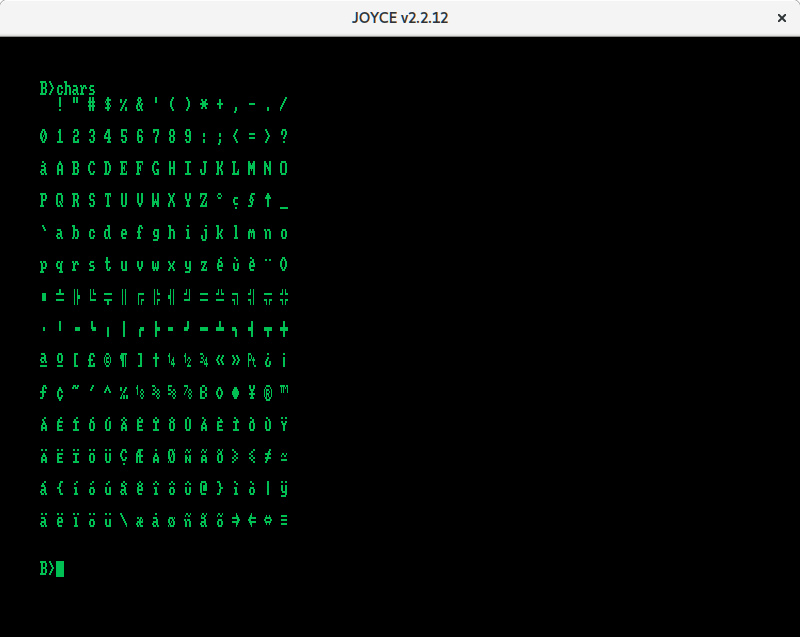 JOYCE v2.2.12 ×
B>chars
! " # $ % & ' ( ) * + , - . /
0 1 2 3 4 5 6 7 8 9 : ; < = > ?
à A B C D E F G H I J K L M N O
P Q R S T U V W X Y Z ° ç § ↑ _
` a b c d e f g h i j k l m n o
p q r s t u v w x y z é ù è ¨ 0
▪ ╩ ╠ ╚ ╦ ║ ╔ ╠ ╣ ╝ ═ ╩ ╗ ╣ ╦ ╬
· ╵ ╶ └ ╷ │ ┌ ├ ╴ ┘ ─ ┴ ┐ ┤ ┬ ┼
ª º [ £ © ¶ ] † ¼ ½ ¾ « » ₧ ¿ ¡
ƒ ¢ ~ ´ ^ ‰ ⅛ ⅜ ⅝ ⅞ ß ◊ ♦ ¥ ® ™
Á É Í Ó Ú Â Ê Î Ô Û À È Ì Ò Ù Ÿ
Ä Ë Ï Ö Ü Ç Æ Å Ø Ñ Ã Õ ≥ ≤ ≠ ≃
á { í ó ú â ê î ô û @ } ì ò | ÿ
ä ë ï ö ü \ æ å ø ñ ã õ ⇒ ⇐ ⇔ ≡
B>